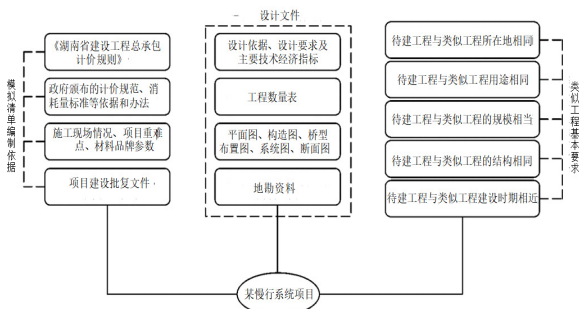 设计文件
模拟清单编制依据
《湖南省建设工程总承包
计价规则》
政府颁布的计价规范、消
耗量标准等依据和办法
施工现场情况、项目重难
点、材料品牌参数
项目建设批复文件
设计依据、设计要求及
主要技术经济指标
工程数量表
平面图、构造图、桥型
布置图、系统图、断面图
地勘资料
待建工程与类似工程所在地相同
待建工程与类似工程用途相同
待建工程与类似工程的规模相当
待建工程与类似工程的结构相同
待建工程与类似工程建设时期相近
类似工程基本要求
某慢行系统项目